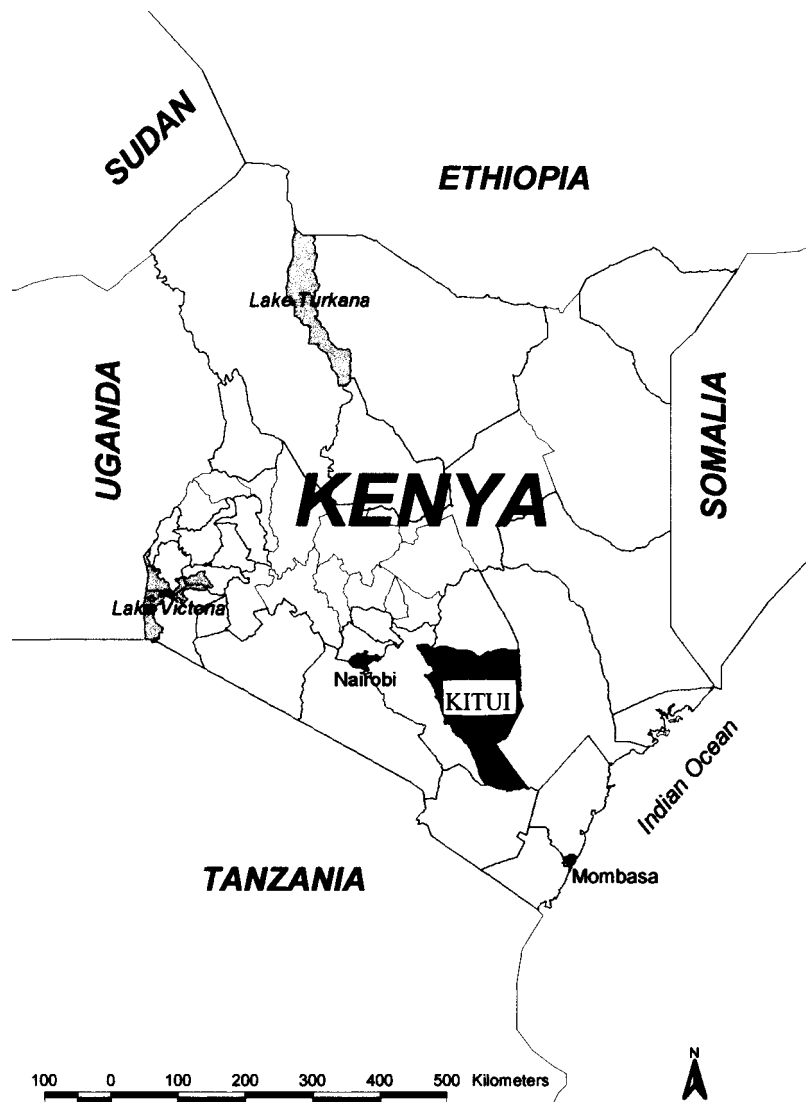 SUDAN
ETHIOPIA
Lake Turkana
UGANDA
SOMALIA
KENYA
Lake Victoria
Nairobi
KITUI
Indian Ocean
Mombasa
TANZANIA
100 0 100 200 300 400 500 Kilometers
N